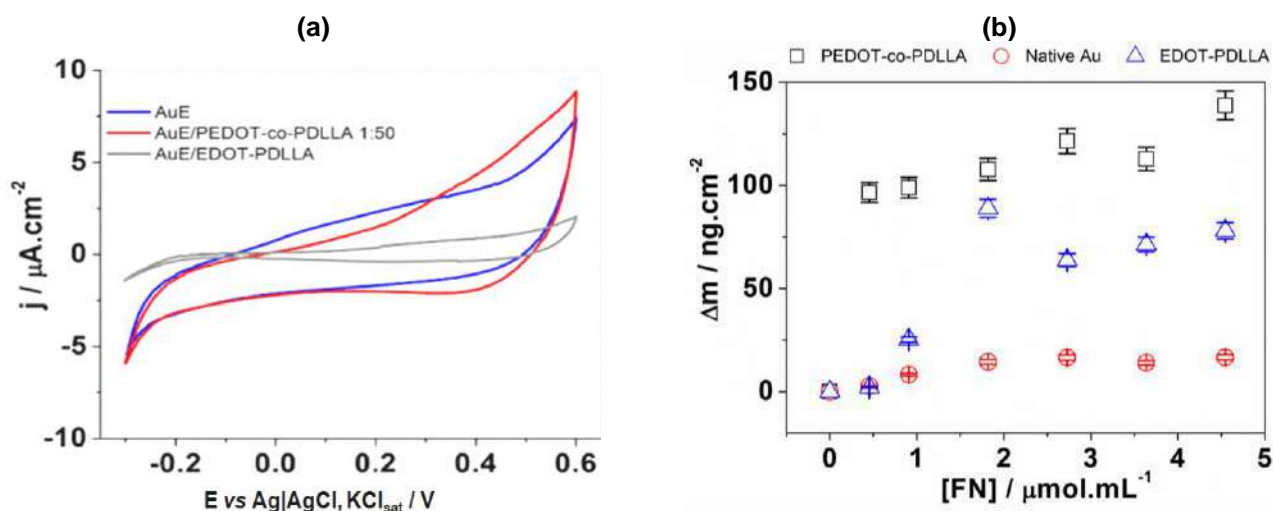 (a)
10
5
0
-5
-10
j / μA.cm⁻²
AuE
AuE/PEDOT-co-PDLLA 1:50
AuE/EDOT-PDLLA
-0.2 0.0 0.2 0.4 0.6
E vs Ag|AgCl, KCl_sat / V
(b)
PEDOT-co-PDLLA Native Au EDOT-PDLLA
150
100
50
0
Δm / ng.cm⁻²
0 1 2 3 4 5
[FN] / μmol.mL⁻¹